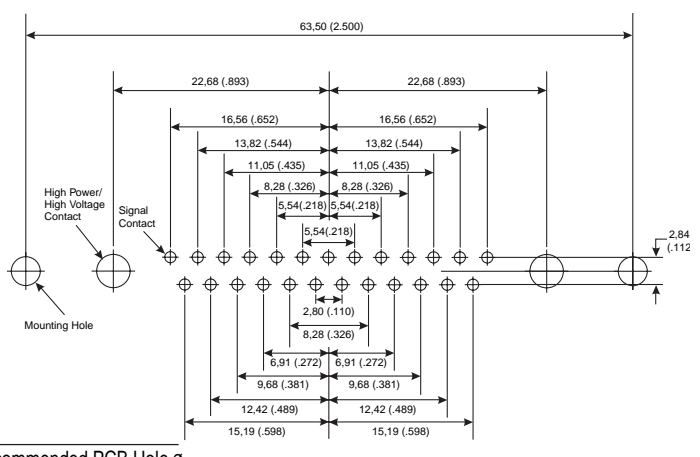 63,50 (2.500)
22,68 (.893) 22,68 (.893)
16,56 (.652) 16,56 (.652)
13,82 (.544) 13,82 (.544)
11,05 (.435) 11,05 (.435)
8,28 (.326) 8,28 (.326)
High Power/
High Voltage
Contact
Signal
Contact
5,54(.218) 5,54(.218)
5,54(.218)
2,84
(.112
Mounting Hole
2,80 (.110)
8,28 (.326)
6,91 (.272) 6,91 (.272)
9,68 (.381) 9,68 (.381)
12,42 (.489) 12,42 (.489)
15,19 (.598) 15,19 (.598)
PCB Hole